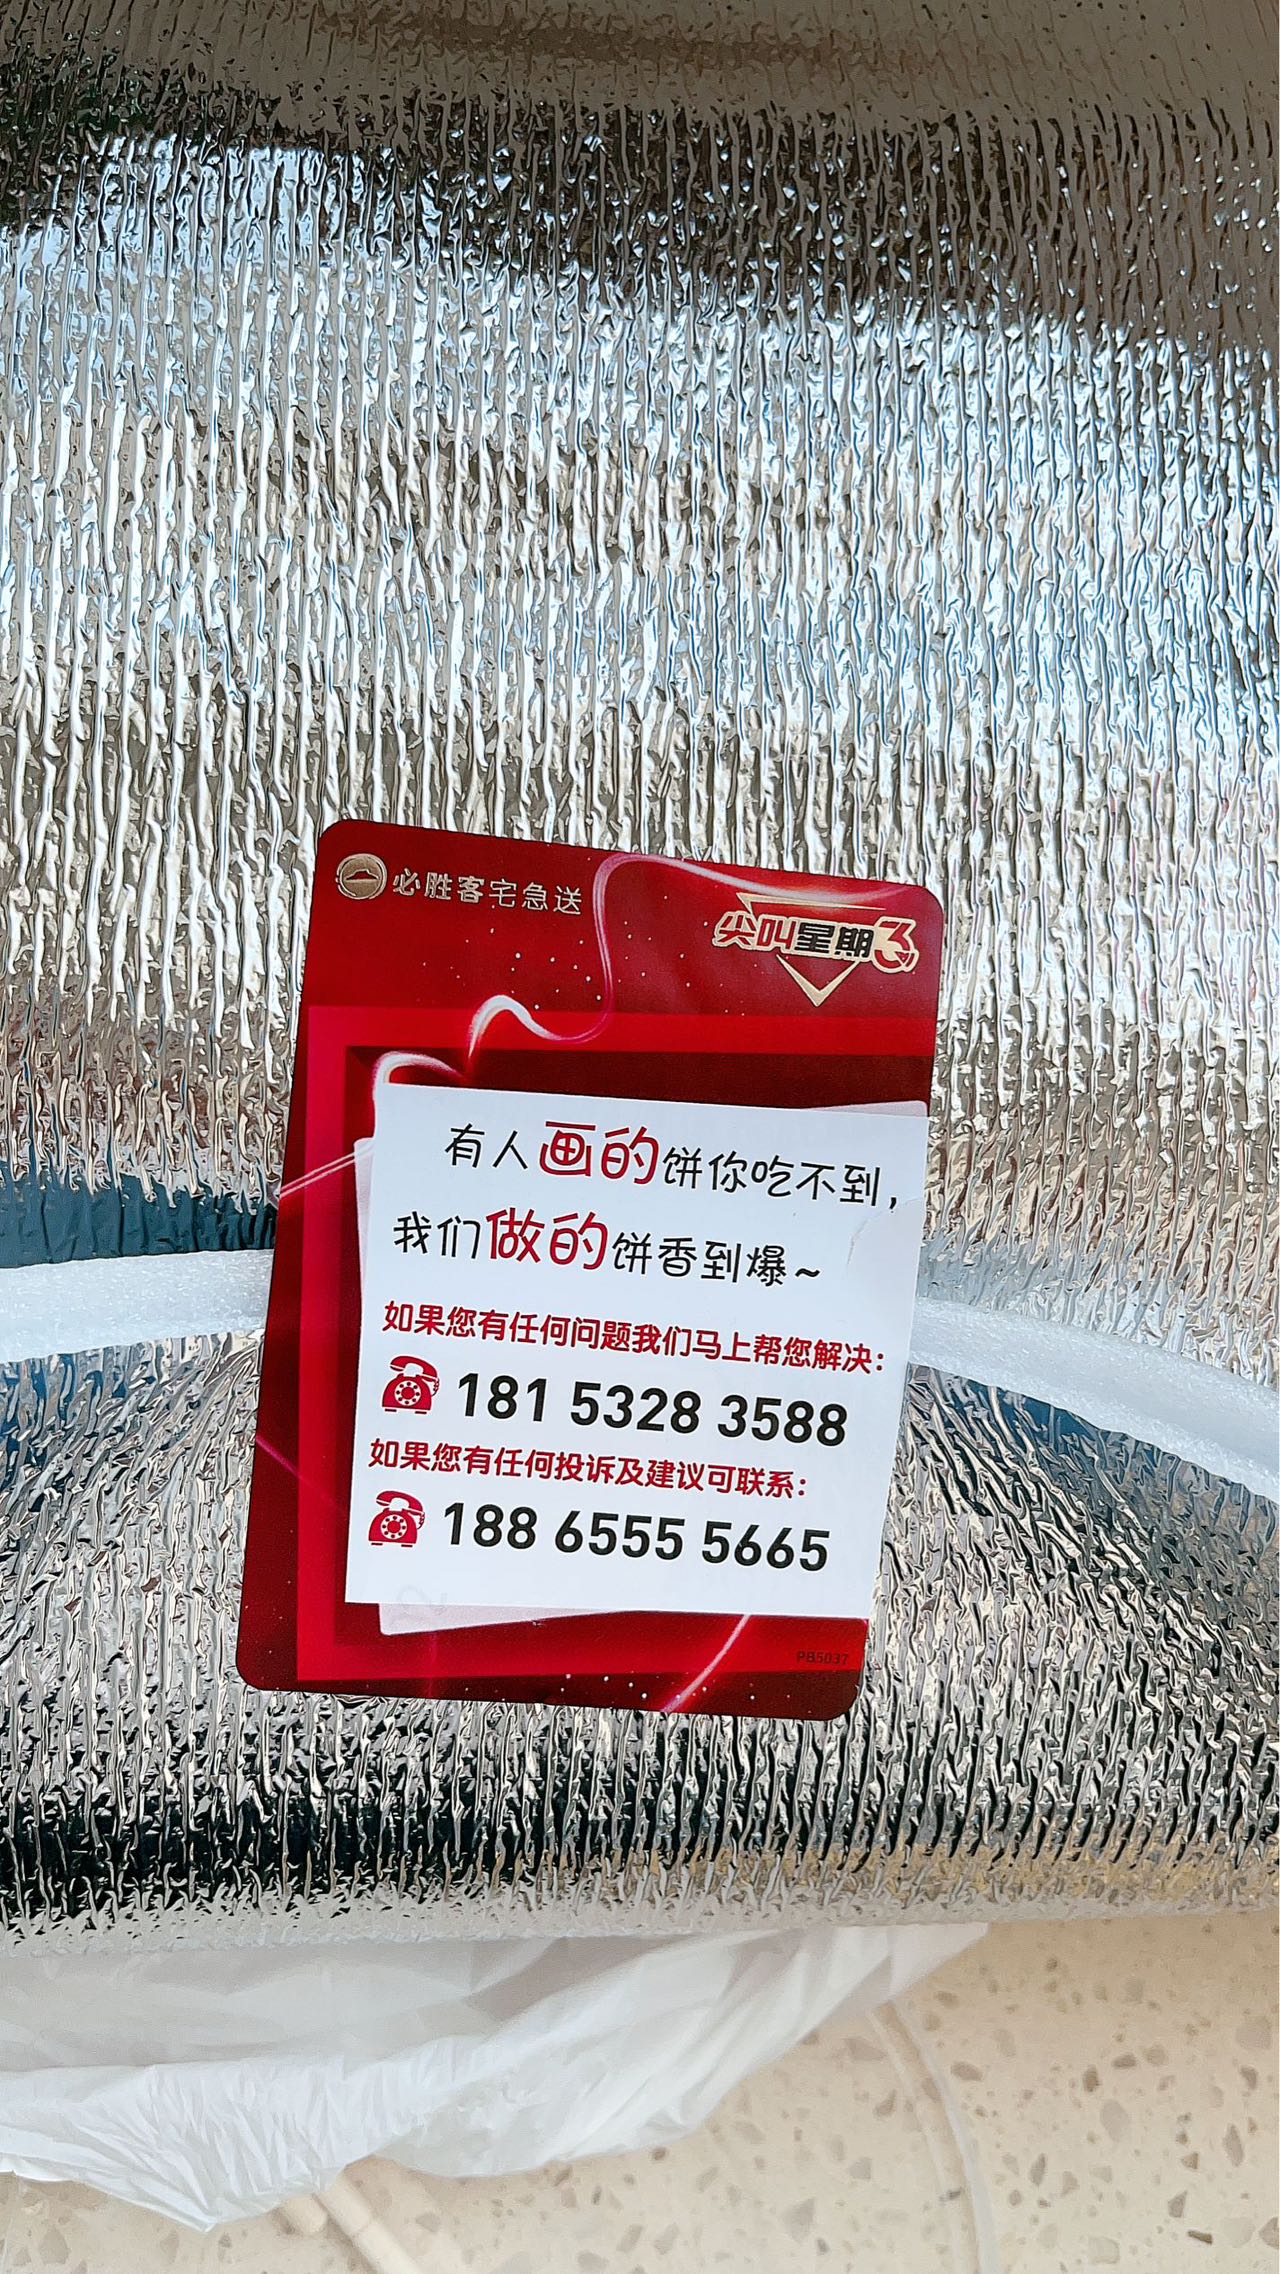 必胜客宅急送
尖叫星期3
有人画的饼你吃不到，
我们做的饼香到爆~
如果您有任何问题我们马上帮您解决：
181 5328 3588
如果您有任何投诉及建议可联系：
188 6555 5665
PB5037